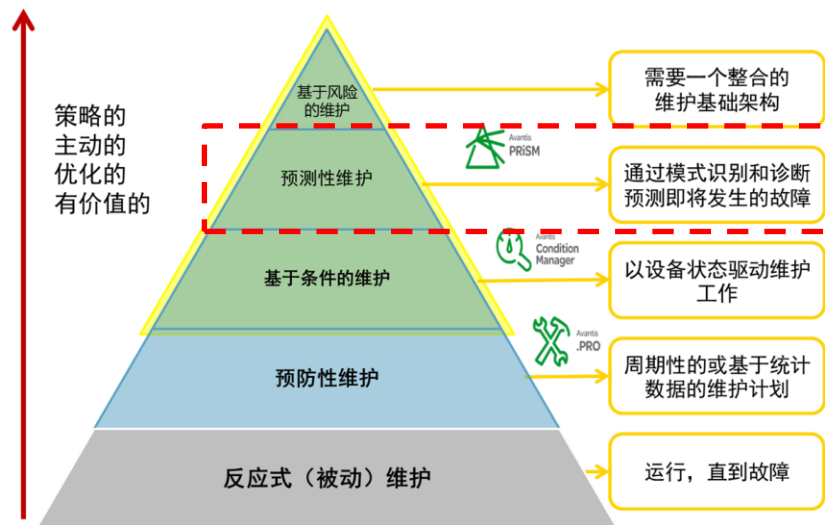 策略的
主动的
优化的
有价值的
基于风险
的维护
需要一个整合的
维护基础架构
Avantis
PRiSM
预测性维护
通过模式识别和诊断
预测即将发生的故障
Avantis
Condition
Manager
基于条件的维护
以设备状态驱动维护
工作
Avantis
.PRO
预防性维护
周期性的或基于统计
数据的维护计划
反应式（被动）维护
运行，直到故障